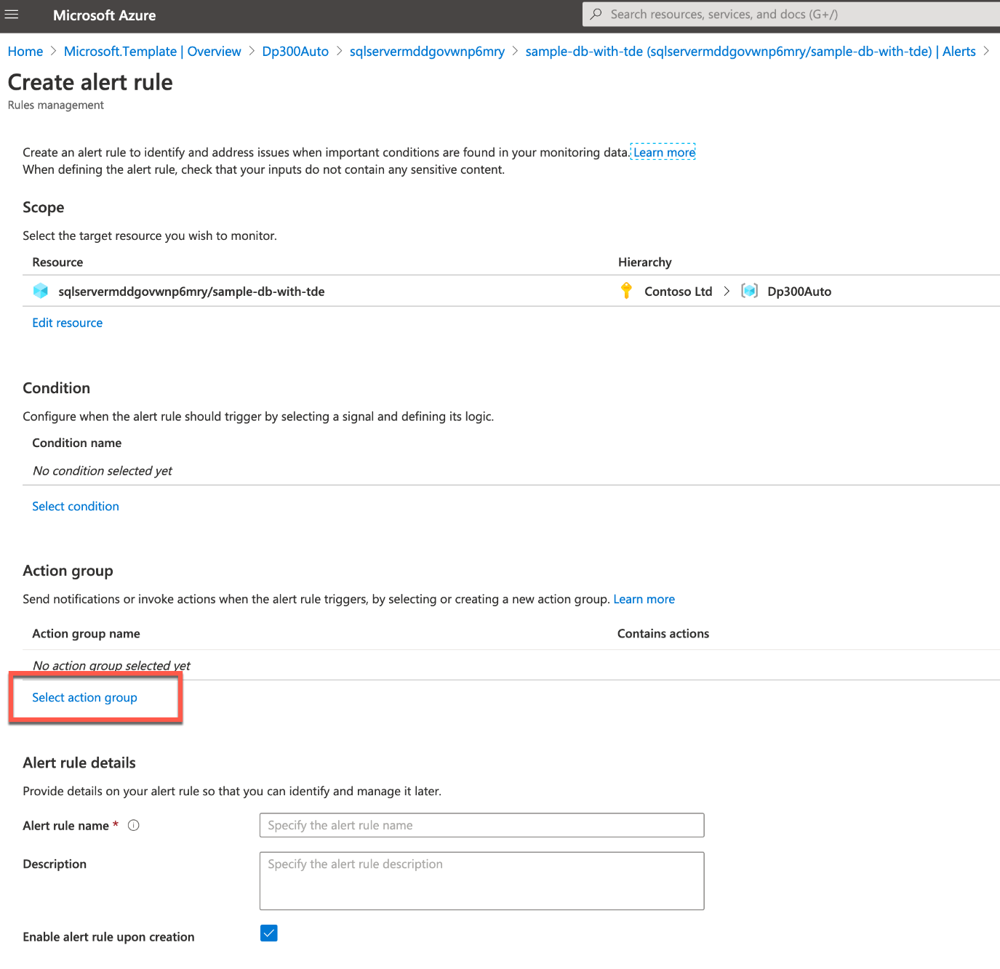 Microsoft Azure
Search resources, services, and docs (G+/)
Home > Microsoft.Template | Overview > Dp300Auto > sqlservermddgovwnp6mry > sample-db-with-tde (sqlservermddgovwnp6mry/sample-db-with-tde) | Alerts >
Create alert rule
Rules management
Create an alert rule to identify and address issues when important conditions are found in your monitoring data. Learn more
When defining the alert rule, check that your inputs do not contain any sensitive content.
Scope
Select the target resource you wish to monitor.
Resource Hierarchy
sqlservermddgovwnp6mry/sample-db-with-tde Contoso Ltd > Dp300Auto
Edit resource
Condition
Configure when the alert rule should trigger by selecting a signal and defining its logic.
Condition name
No condition selected yet
Select condition
Action group
Send notifications or invoke actions when the alert rule triggers, by selecting or creating a new action group. Learn more
Action group name Contains actions
No action group selected yet
Select action group
Alert rule details
Provide details on your alert rule so that you can identify and manage it later.
Alert rule name * Specify the alert rule name
Description Specify the alert rule description
Enable alert rule upon creation